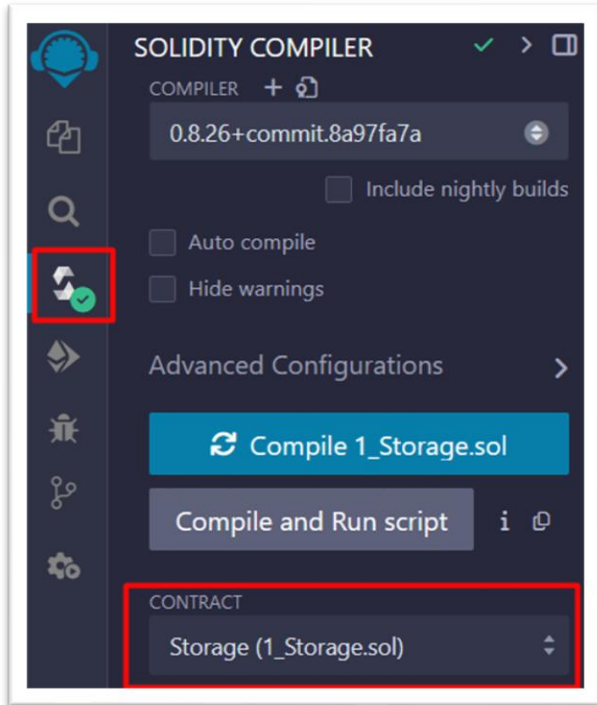 SOLIDITY COMPILER
COMPILER
0.8.26+commit.8a97fa7a
Include nightly builds
Auto compile
Hide warnings
Advanced Configurations
Compile 1_Storage.sol
Compile and Run script
CONTRACT
Storage (1_Storage.sol)